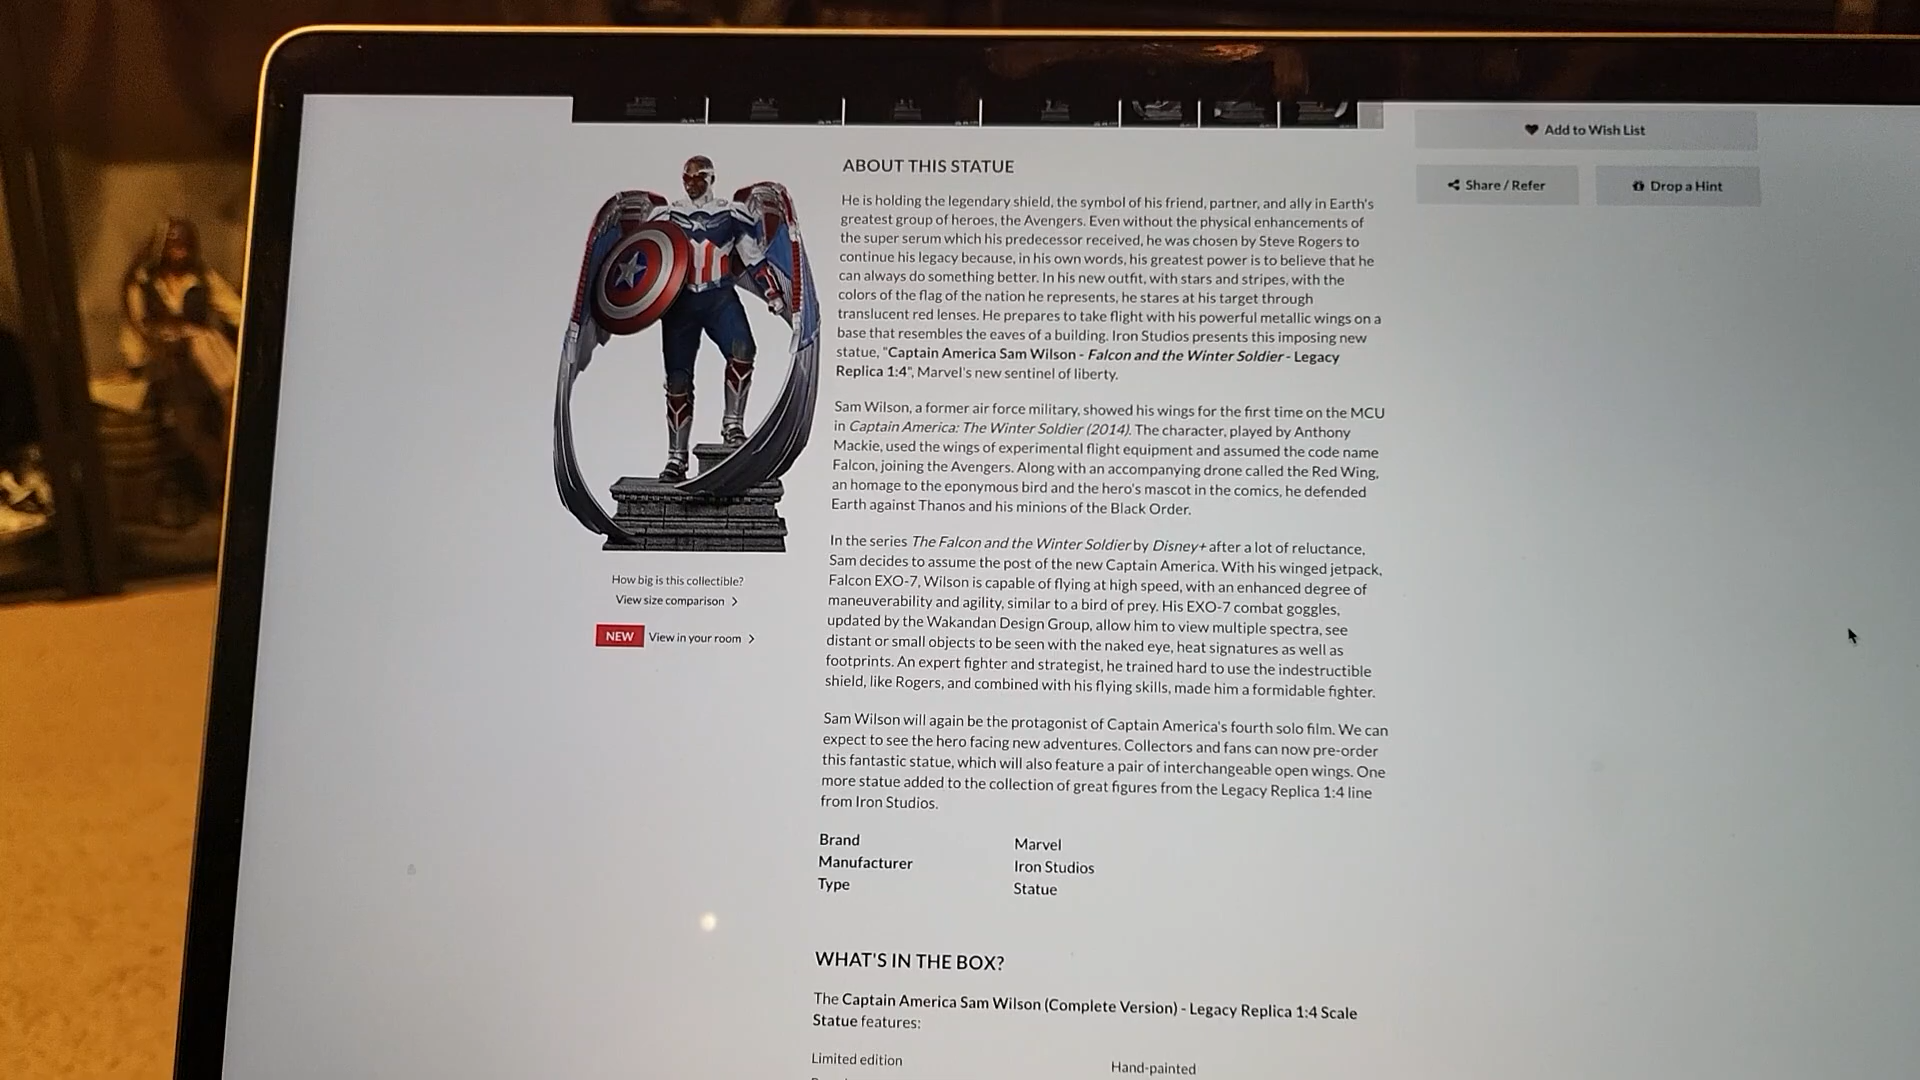 Add to Wish List
Share / Refer
Drop a Hint
ABOUT THIS STATUE
He is holding the legendary shield, the symbol of his friend, partner, and ally in Earth's
greatest group of heroes, the Avengers. Even without the physical enhancements of
the super serum which his predecessor received, he was chosen by Steve Rogers to
continue his legacy because, in his own words, his greatest power is to believe that he
can always do something better. In his new outfit, with stars and stripes, with the
colors of the flag of the nation he represents, he stares at his target through
translucent red lenses. He prepares to take flight with his powerful metallic wings on a
base that resembles the eaves of a building. Iron Studios presents this imposing new
statue, "Captain America Sam Wilson - Falcon and the Winter Soldier - Legacy
Replica 1:4", Marvel's new sentinel of liberty.
Sam Wilson, a former air force military, showed his wings for the first time on the MCU
in Captain America: The Winter Soldier (2014). The character, played by Anthony
Mackie, used the wings of experimental flight equipment and assumed the code name
Falcon, joining the Avengers. Along with an accompanying drone called the Red Wing,
an homage to the eponymous bird and the hero's mascot in the comics, he defended
Earth against Thanos and his minions of the Black Order.
In the series The Falcon and the Winter Soldier by Disney+ after a lot of reluctance,
Sam decides to assume the post of the new Captain America. With his winged jetpack,
Falcon EXO-7, Wilson is capable of flying at high speed, with an enhanced degree of
maneuverability and agility, similar to a bird of prey. His EXO-7 combat goggles,
updated by the Wakandan Design Group, allow him to view multiple spectra, see
distant or small objects to be seen with the naked eye, heat signatures as well as
footprints. An expert fighter and strategist, he trained hard to use the indestructible
shield, like Rogers, and combined with his flying skills, made him a formidable fighter.
Sam Wilson will again be the protagonist of Captain America's fourth solo film. We can
expect to see the hero facing new adventures. Collectors and fans can now pre-order
this fantastic statue, which will also feature a pair of interchangeable open wings. One
more statue added to the collection of great figures from the Legacy Replica 1:4 line
from Iron Studios.
How big is this collectible?
View size comparison >
NEW View in your room >
Brand Marvel
Manufacturer Iron Studios
Type Statue
WHAT'S IN THE BOX?
The Captain America Sam Wilson (Complete Version) - Legacy Replica 1:4 Scale
Statue features:
Limited edition Hand-painted